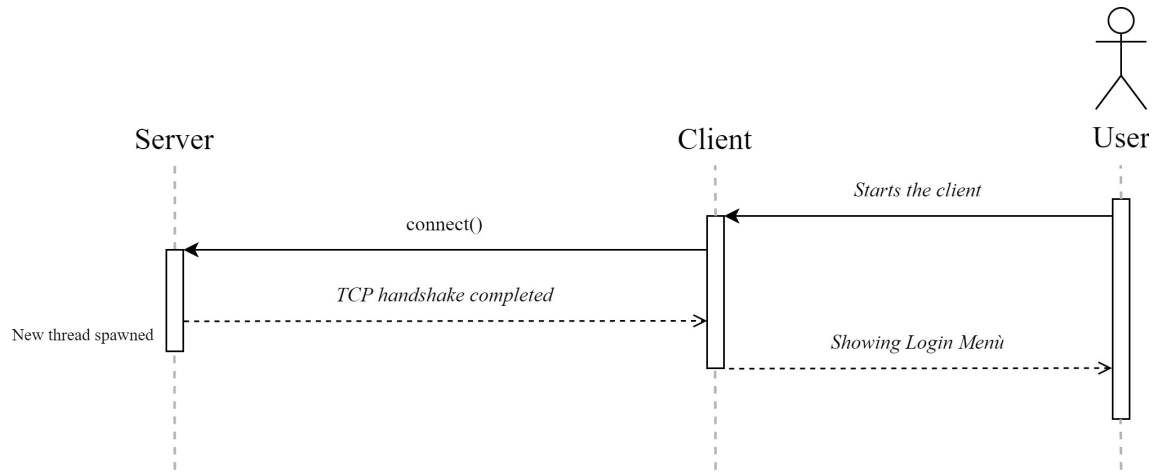 Server
Client
User
Starts the client
connect()
TCP handshake completed
New thread spawned
Showing Login Menù